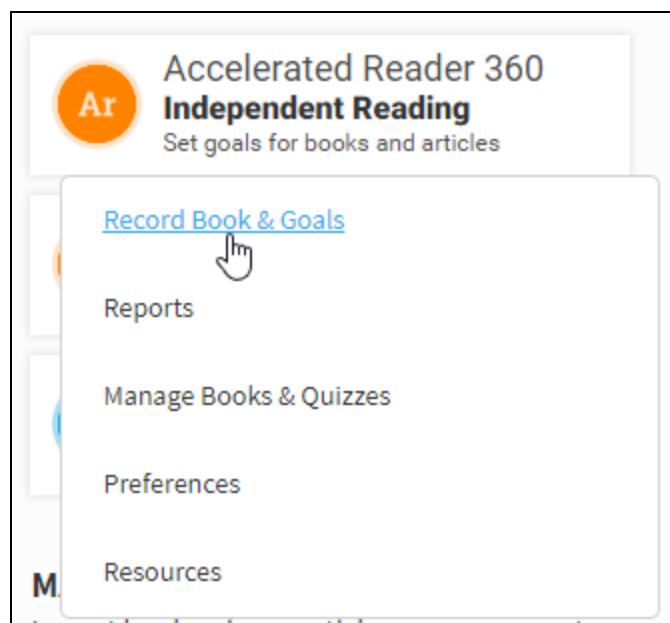 Ar
Accelerated Reader 360
Independent Reading
Set goals for books and articles
Record Book & Goals
Reports
Manage Books & Quizzes
Preferences
Resources